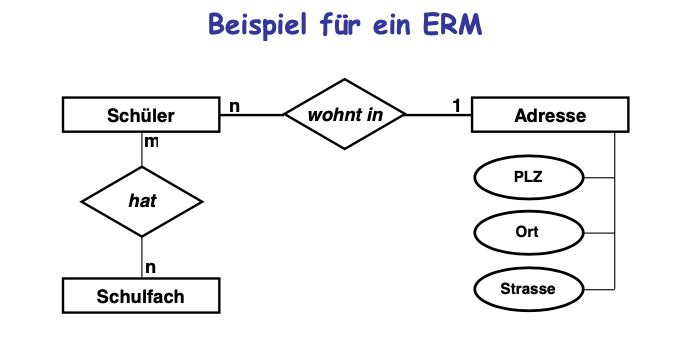 Beispiel für ein ERM
Schüler
n
wohnt in
1
Adresse
m
hat
n
Schulfach
PLZ
Ort
Strasse